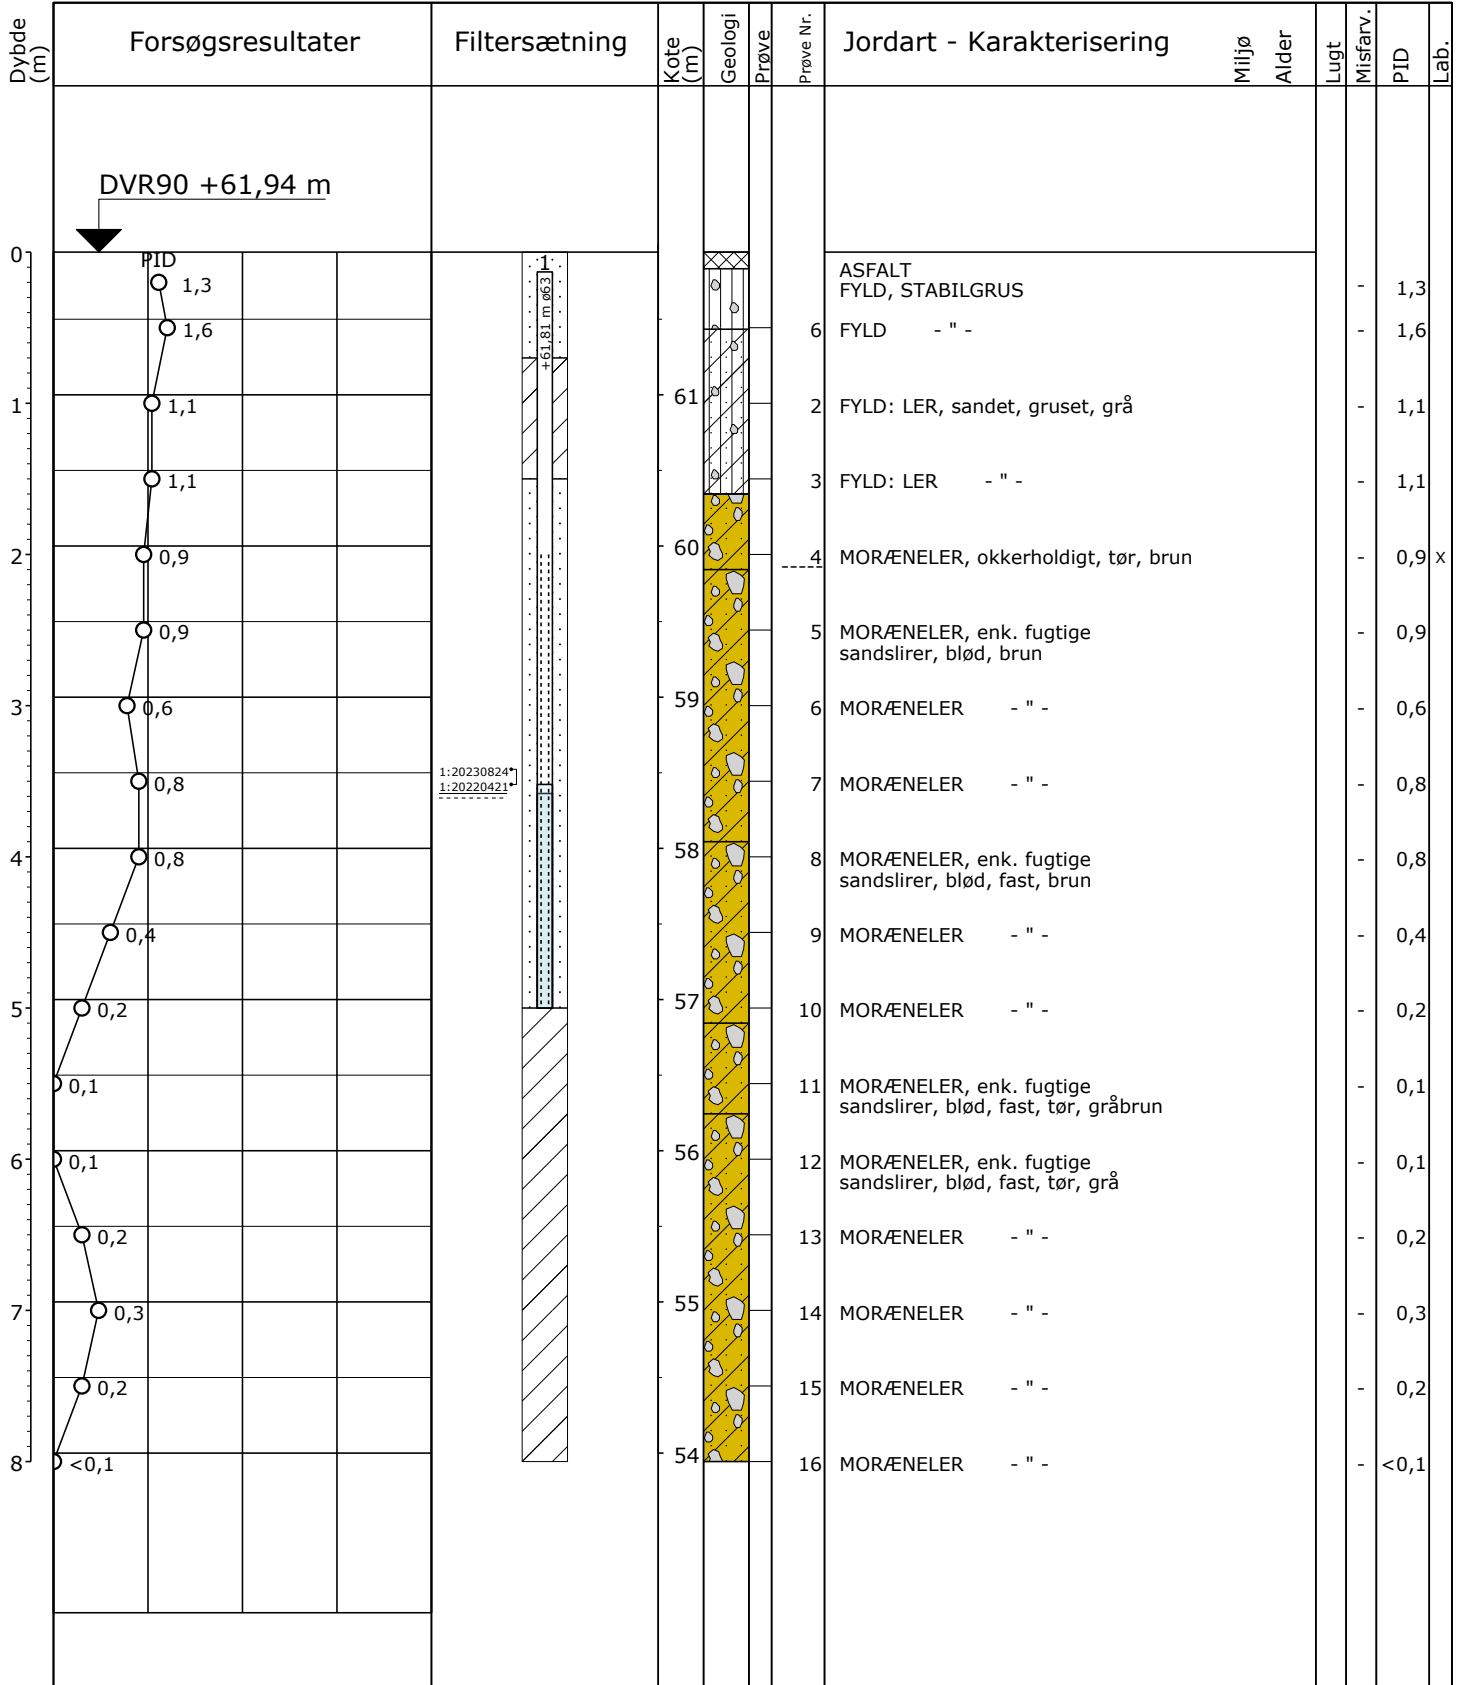 Dybde (m)
Forsøgsresultater
Filtersætning
Kote (m)
Geologi
Prøve
Prøve Nr.
Jordart - Karakterisering
Miljø
Alder
Lugt
Misfarv.
PID
Lab.
DVR90 +61,94 m
0
PID
1
+61,81 m ø63
ASFALT
1,3 FYLD, STABILGRUS - 1,3
1,6 6 FYLD - " - - 1,6
61
1 1,1 2 FYLD: LER, sandet, gruset, grå - 1,1
1,1 3 FYLD: LER - " - - 1,1
60
2 0,9 4 MORÆNELER, okkerholdigt, tør, brun - 0,9 x
0,9 5 MORÆNELER, enk. fugtige - 0,9
sandslirer, blød, brun
59
3 0,6 6 MORÆNELER - " - - 0,6
1:20230824
0,8 7 MORÆNELER - " - - 0,8
1:20220421
58
4 0,8 8 MORÆNELER, enk. fugtige - 0,8
sandslirer, blød, fast, brun
0,4 9 MORÆNELER - " - - 0,4
57
5 0,2 10 MORÆNELER - " - - 0,2
0,1 11 MORÆNELER, enk. fugtige - 0,1
sandslirer, blød, fast, tør, gråbrun
56
6 0,1 12 MORÆNELER, enk. fugtige - 0,1
sandslirer, blød, fast, tør, grå
0,2 13 MORÆNELER - " - - 0,2
55
7 0,3 14 MORÆNELER - " - - 0,3
0,2 15 MORÆNELER - " - - 0,2
54
8 <0,1 16 MORÆNELER - " - - <0,1